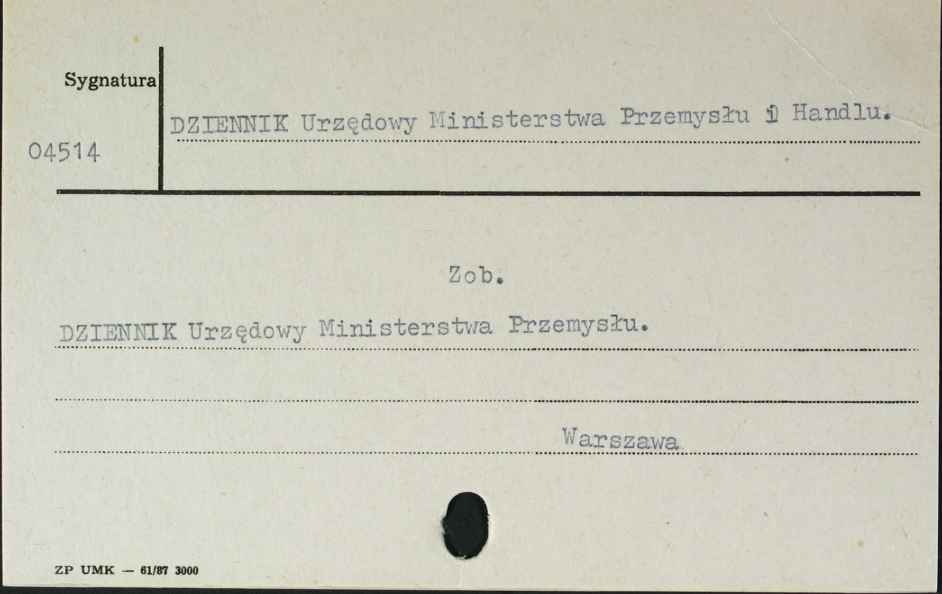 Sygnatura
DZIENNIK Urzędowy Ministerstwa Przemysłu i Handlu.
04514
Zob.
DZIENNIK Urzędowy Ministerstwa Przemysłu.
Warszawa
ZP UMK — 61/87 3000